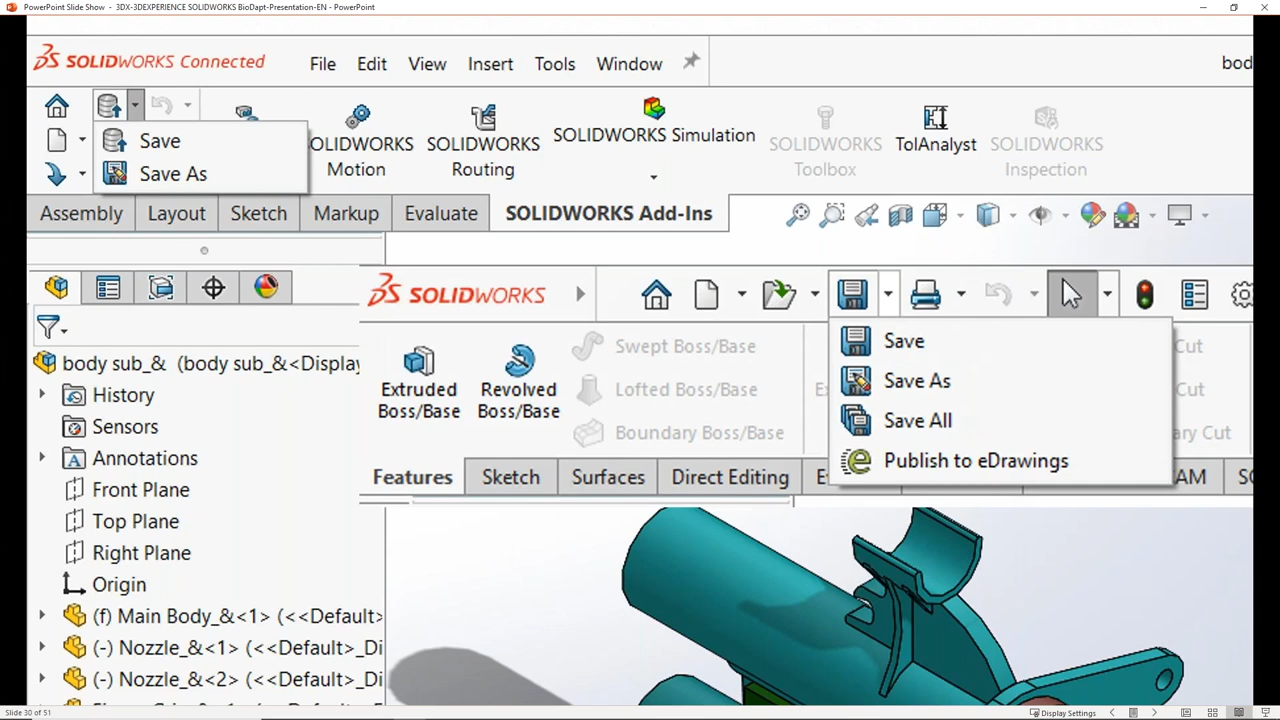 PowerPoint Slide Show - 3DX-3DEXPERIENCE SOLIDWORKS BioDapt-Presentation-EN - PowerPoint
SOLIDWORKS Connected
File Edit View Insert Tools Window
bod
Save
Save As
SOLIDWORKS Motion
SOLIDWORKS Routing
SOLIDWORKS Simulation
SOLIDWORKS Toolbox
TolAnalyst
SOLIDWORKS Inspection
Assembly Layout Sketch Markup Evaluate SOLIDWORKS Add-Ins
SOLIDWORKS
Save
Save As
Save All
Publish to eDrawings
Extruded Boss/Base
Revolved Boss/Base
Swept Boss/Base
Lofted Boss/Base
Boundary Boss/Base
Cut
Cut
ary Cut
Features Sketch Surfaces Direct Editing
AM
body sub_& (body sub_&<Display
History
Sensors
Annotations
Front Plane
Top Plane
Right Plane
Origin
(f) Main Body_&<1> (<<Default>
(-) Nozzle_&<1> (<<Default>_Di
(-) Nozzle_&<2> (<<Default>_Di
Slide 30 of 51
Display Settings